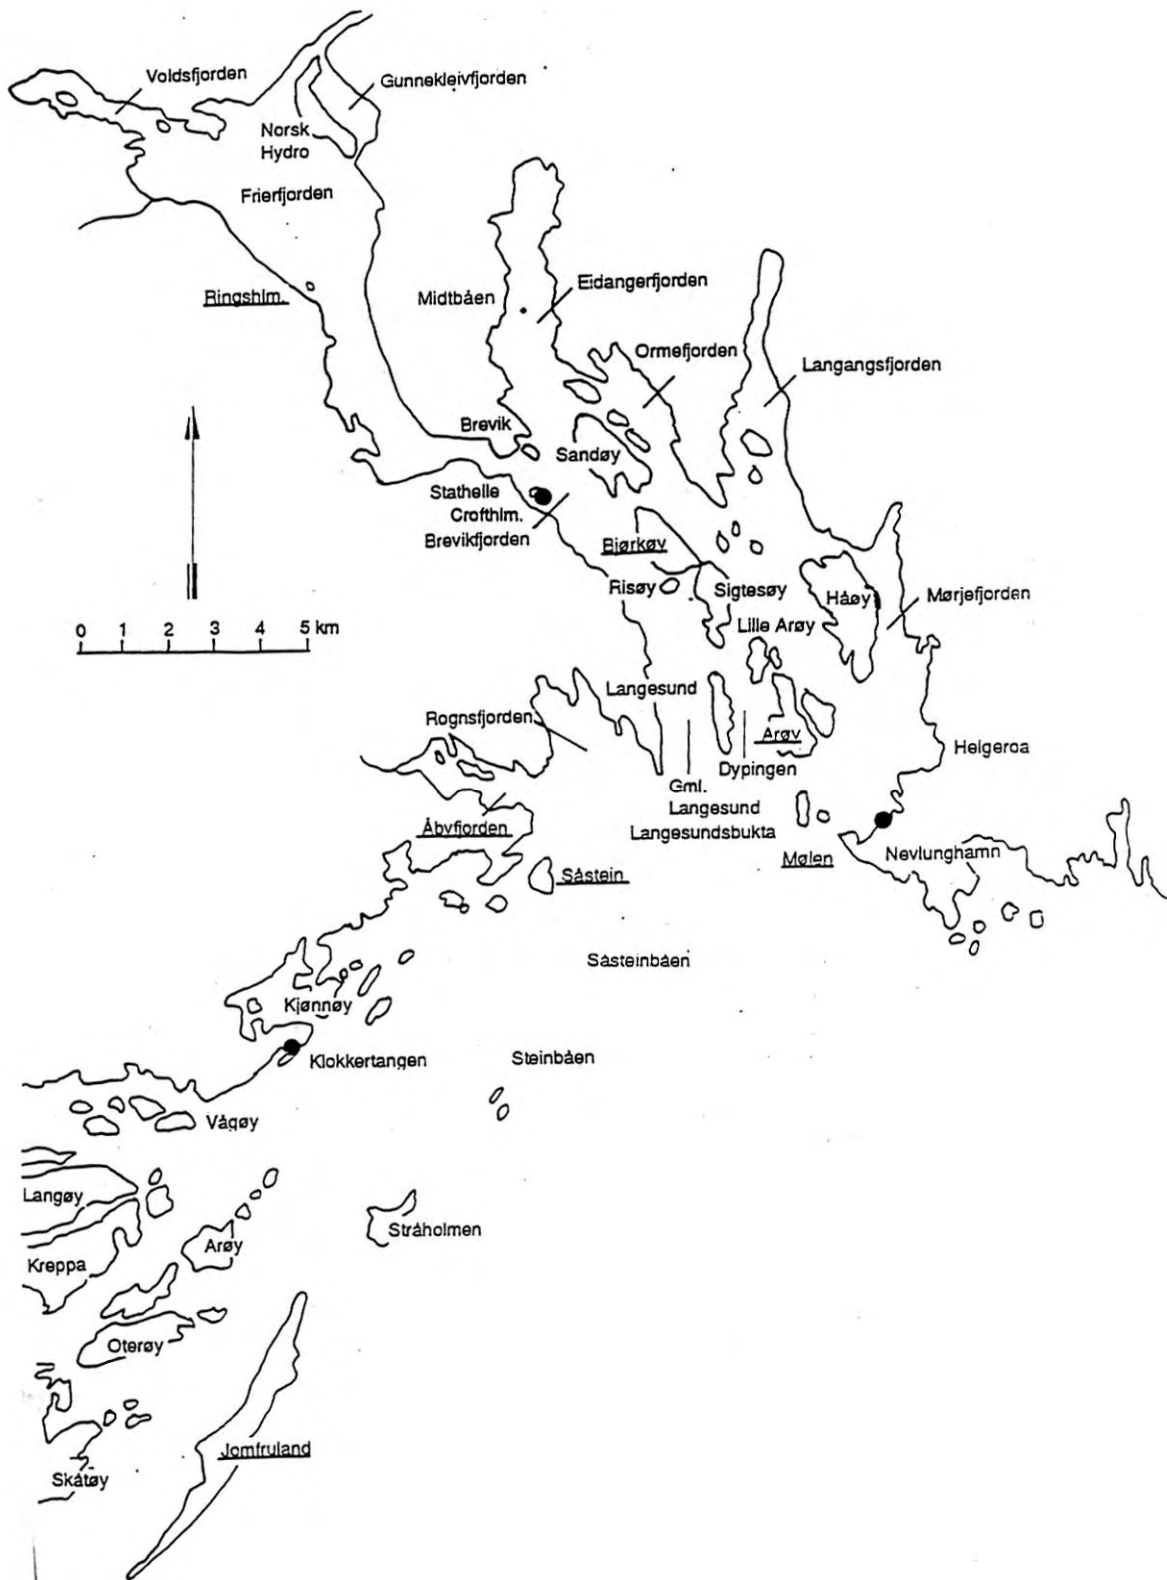 Voldsfjorden
Gunnekleivfjorden
Norsk
Hydro
Frierfjorden
Ringshlm.
Midtbåen
Eidangerfjorden
Ormefjorden
Langangsfjorden
Brevik
Sandøy
Stathelle
Crofthlm.
Brevikfjorden
Bjørkøy
Risøy
Sigtesøy
Håøy
Mørjefjorden
Lille Arøy
0 1 2 3 4 5 km
Langesund
Rognsfjorden
Arøy
Helgeroa
Dypingen
Gml.
Langesund
Langesundsbukta
Åbyfjorden
Mølen
Nevlunghamn
Såstein
Såsteinbåen
Kjønnøy
Klokkertangen
Steinbåen
Vågøy
Langøy
Stråholmen
Arøy
Kreppa
Oterøy
Jomfruland
Skåtøy